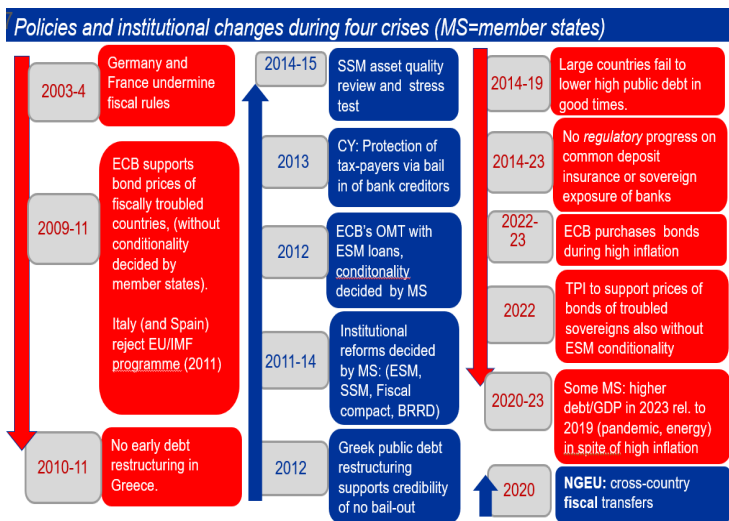 7
Policies and institutional changes during four crises (MS=member states)
2003-4
Germany and
France undermine
fiscal rules
2009-11
ECB supports
bond prices of
fiscally troubled
countries, (without
conditionality
decided by
member states).
Italy (and Spain)
reject EU/IMF
programme (2011)
2010-11
No early debt
restructuring in
Greece.
2014-15
SSM asset quality
review and stress
test
2013
CY: Protection of
tax-payers via bail
in of bank creditors
2012
ECB's OMT with
ESM loans,
conditonality
decided by MS
2011-14
Institutional
reforms decided
by MS: (ESM,
SSM, Fiscal
compact, BRRD)
2012
Greek public debt
restructuring
supports credibility
of no bail-out
2014-19
Large countries fail to
lower high public debt in
good times.
2014-23
No regulatory progress on
common deposit
insurance or sovereign
exposure of banks
2022-
23
ECB purchases bonds
during high inflation
2022
TPI to support prices of
bonds of troubled
sovereigns also without
ESM conditionality
2020-23
Some MS: higher
debt/GDP in 2023 rel. to
2019 (pandemic, energy)
in spite of high inflation
2020
NGEU: cross-country
fiscal transfers